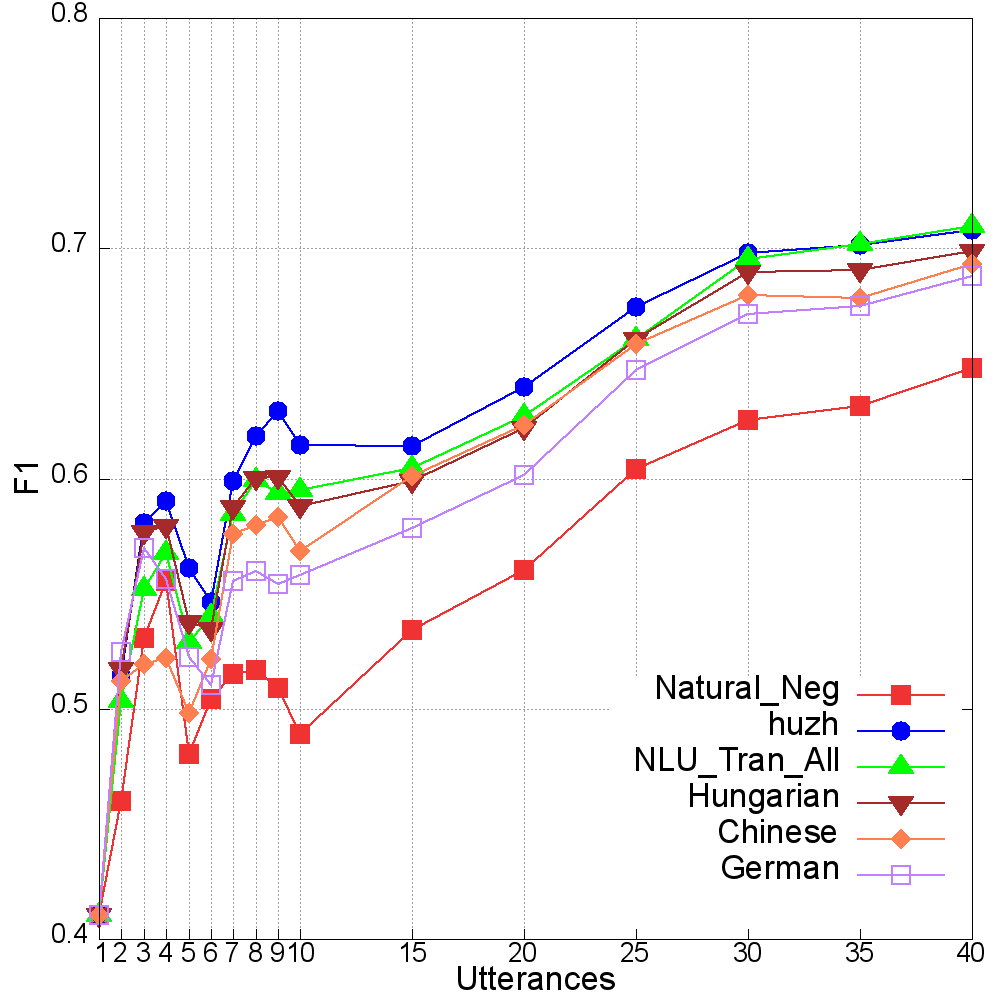 0.8
0.7
0.6
0.5
0.4
F1
Natural_Neg
huzh
NLU_Tran_All
Hungarian
Chinese
German
1 2 3 4 5 6 7 8 9 10 15 20 25 30 35 40
Utterances